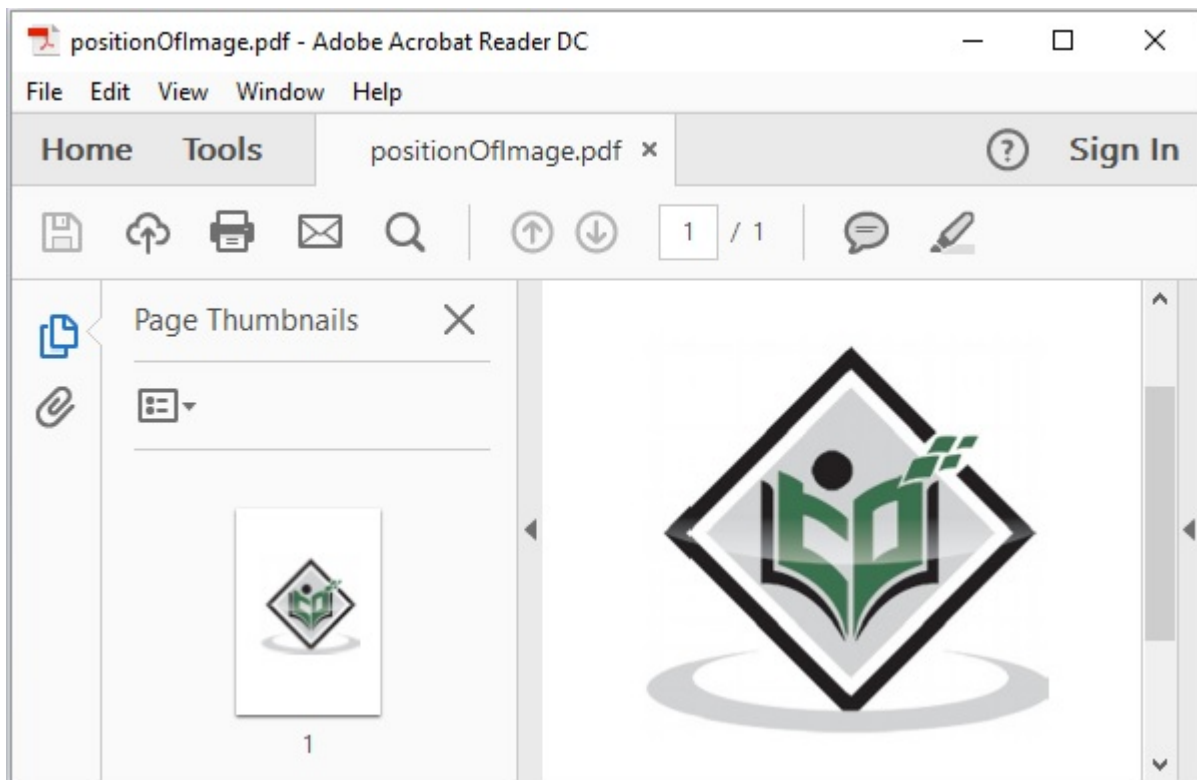 positionOfImage.pdf - Adobe Acrobat Reader DC
File Edit View Window Help
Home Tools positionOfImage.pdf × Sign In
1 / 1
Page Thumbnails
1